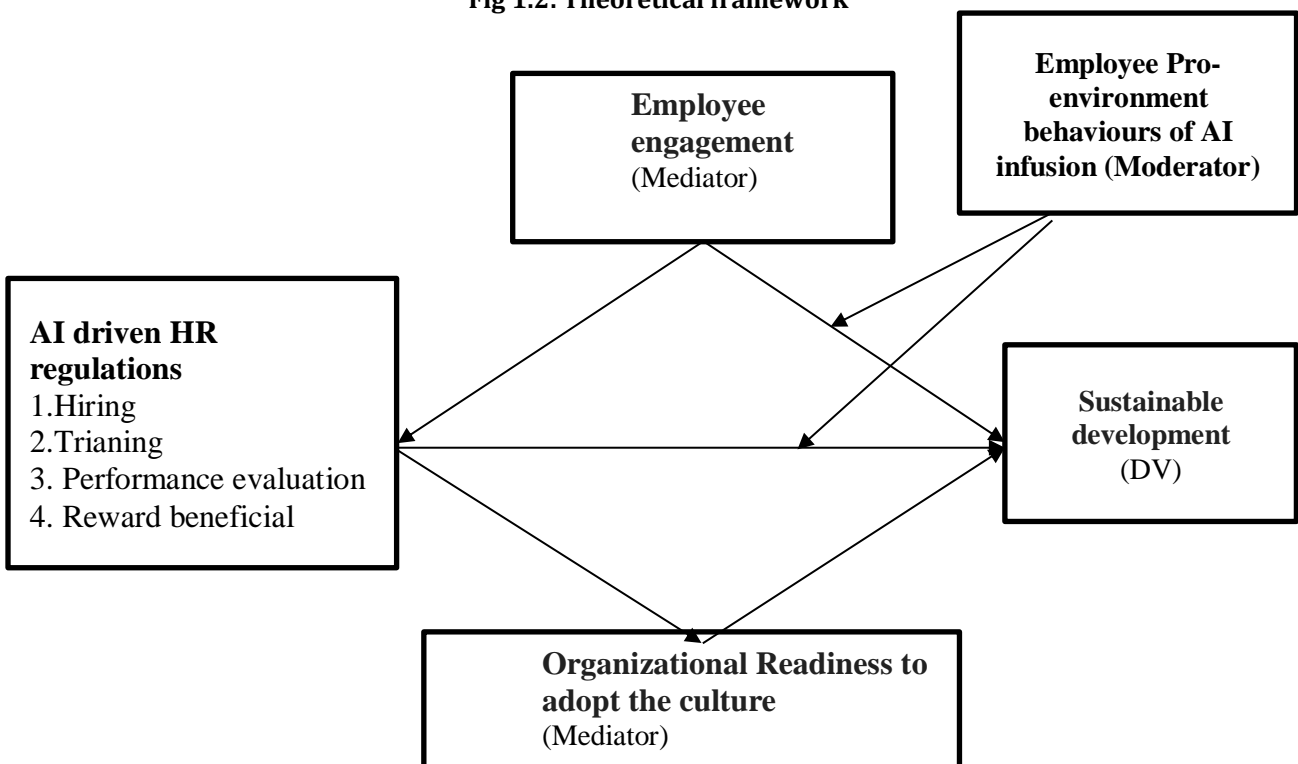 Fig 1.2: Theoretical framework
Employee Pro-
environment
behaviours of AI
infusion (Moderator)
Employee
engagement
(Mediator)
AI driven HR
regulations
1.Hiring
2.Trianing
3. Performance evaluation
4. Reward beneficial
Sustainable
development
(DV)
Organizational Readiness to
adopt the culture
(Mediator)